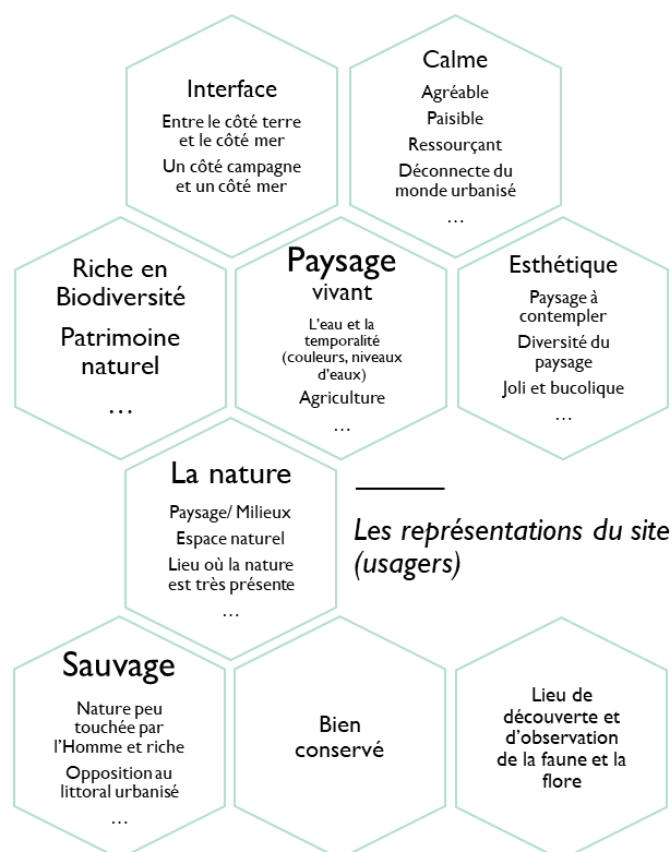 Interface
Entre le côté terre
et le côté mer
Un côté campagne
et un côté mer
Calme
Agréable
Paisible
Ressourçant
Déconnecte du
monde urbanisé
…
Riche en
Biodiversité
Patrimoine
naturel
…
Paysage
vivant
L'eau et la
temporalité
(couleurs, niveaux
d'eaux)
Agriculture
…
Esthétique
Paysage à
contempler
Diversité du
paysage
Joli et bucolique
…
La nature
Paysage/ Milieux
Espace naturel
Lieu où la nature
est très présente
…
Les représentations du site
(usagers)
Sauvage
Nature peu
touchée par
l'Homme et riche
Opposition au
littoral urbanisé
…
Bien
conservé
Lieu de
découverte et
d'observation
de la faune et la
flore